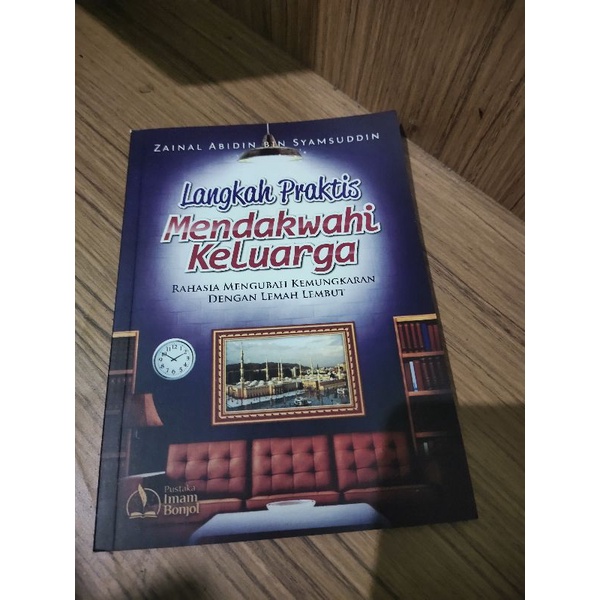 ZAINAL ABIDIN BIN SYAMSUDDIN
Langkah Praktis
Mendakwahi
Keluarga
RAHASIA MENGUBAH KEMUNGKARAN
DENGAN LEMAH LEMBUT
Pustaka
Imam
Bonjol